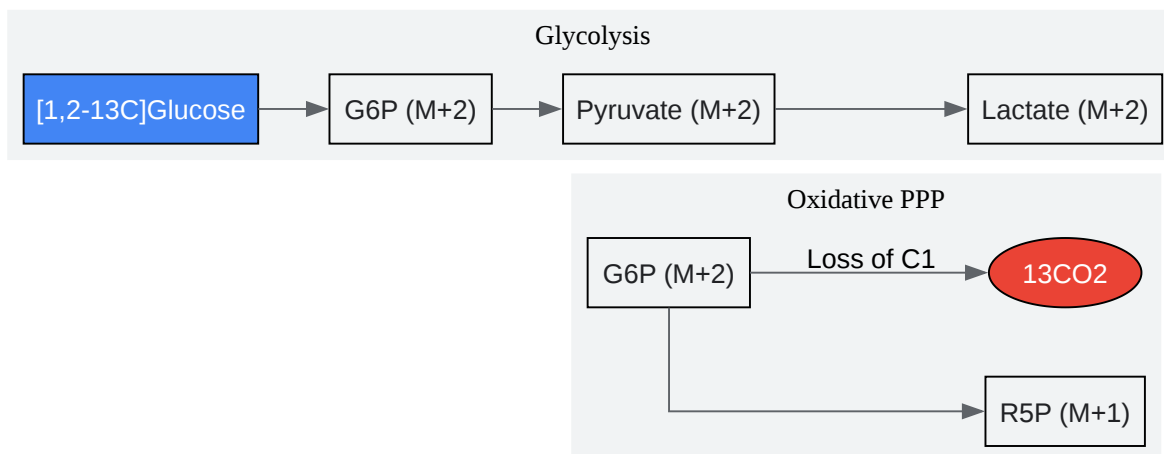 Glycolysis
[1,2-13C]Glucose
G6P (M+2)
Pyruvate (M+2)
Lactate (M+2)
Oxidative PPP
G6P (M+2)
Loss of C1
13CO2
R5P (M+1)